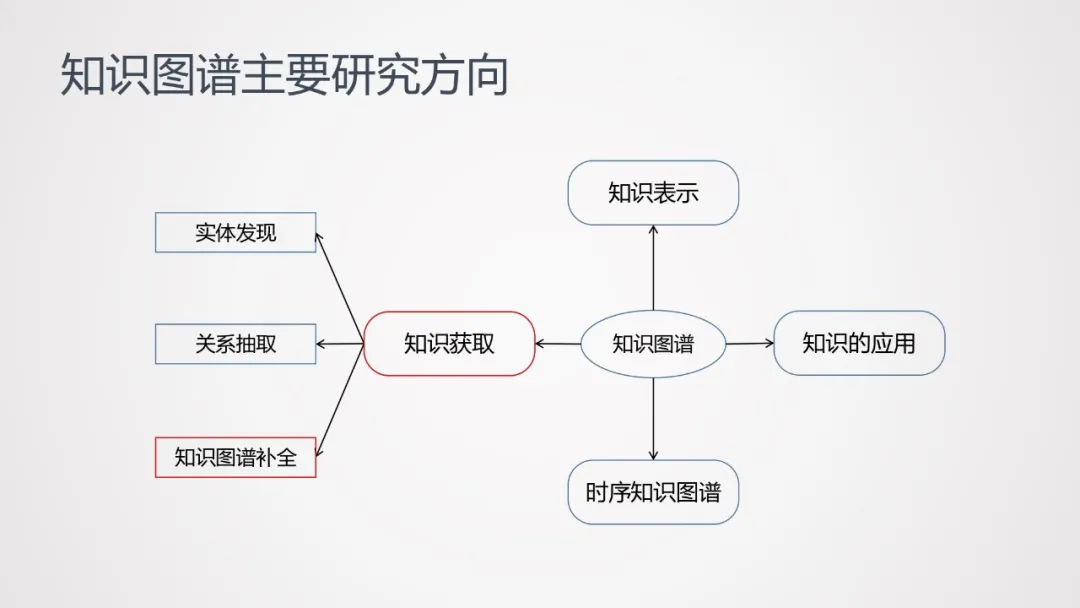 知识图谱主要研究方向
知识表示
实体发现
关系抽取
知识获取
知识图谱
知识的应用
知识图谱补全
时序知识图谱